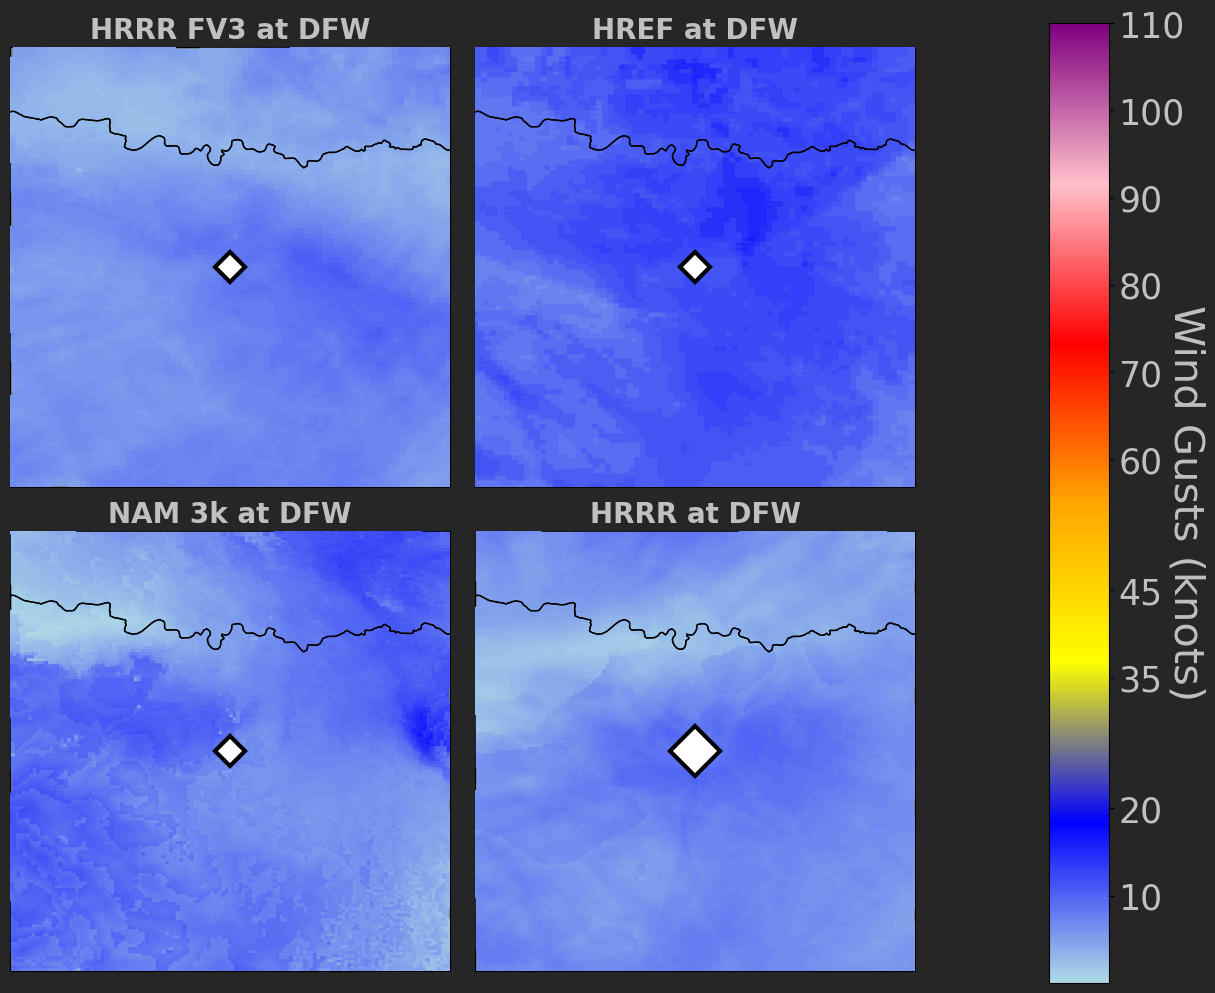 HRRR FV3 at DFW
HREF at DFW
NAM 3k at DFW
HRRR at DFW
110
100
90
80
70
60
45
35
20
10
Wind Gusts (knots)